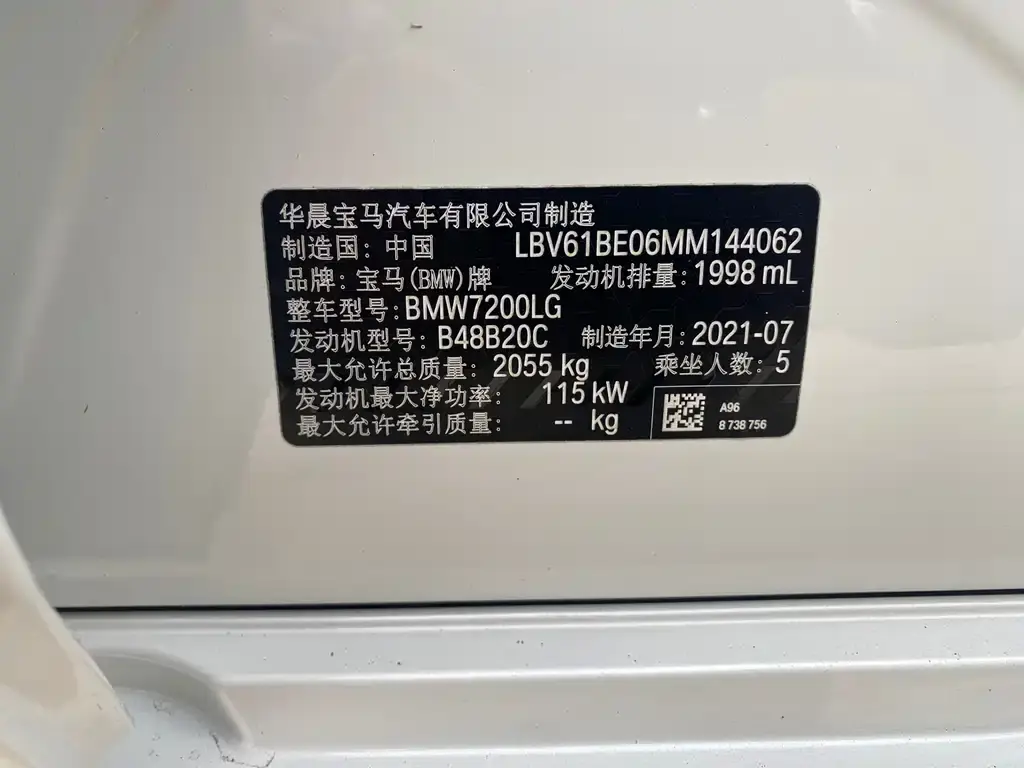 华晨宝马汽车有限公司制造
制造国: 中国 LBV61BE06MM144062
品牌: 宝马(BMW)牌 发动机排量: 1998 mL
整车型号: BMW7200LG
发动机型号: B48B20C 制造年月: 2021-07
最大允许总质量: 2055 kg 乘坐人数: 5
发动机最大净功率: 115 kW
最大允许牵引质量: -- kg
A96
8 738 756